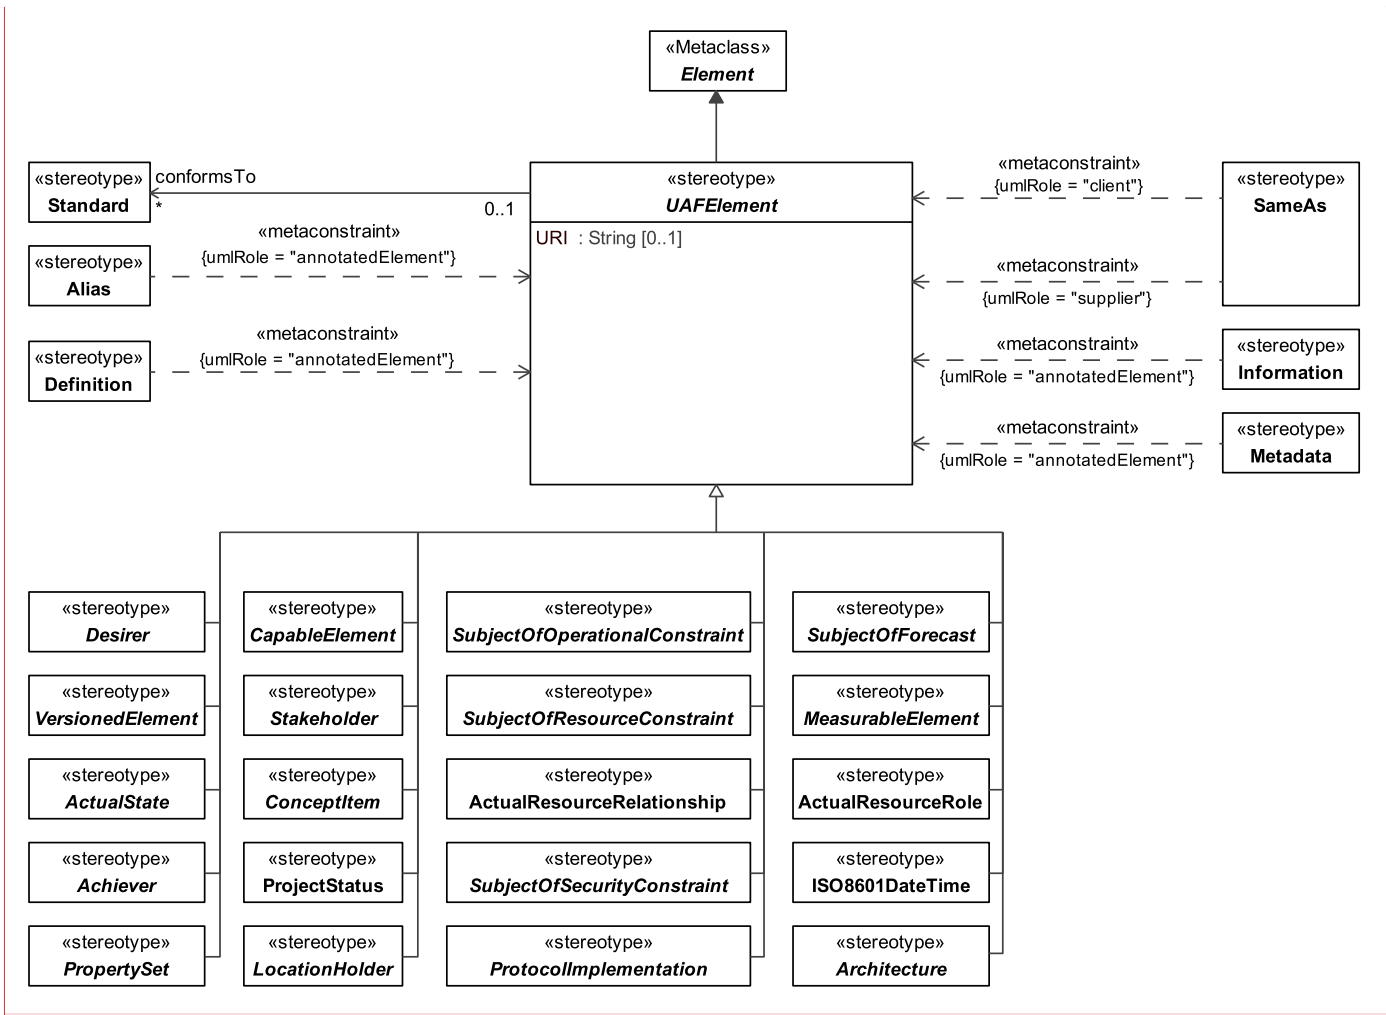 «Metaclass»
Element
«stereotype»
Standard
conformsTo
*
0..1
«stereotype»
UAFElement
URI : String [0..1]
«metaconstraint»
{umlRole = "client"}
«stereotype»
SameAs
«stereotype»
Alias
«metaconstraint»
{umlRole = "annotatedElement"}
«metaconstraint»
{umlRole = "supplier"}
«stereotype»
Definition
«metaconstraint»
{umlRole = "annotatedElement"}
«metaconstraint»
{umlRole = "annotatedElement"}
«stereotype»
Information
«metaconstraint»
{umlRole = "annotatedElement"}
«stereotype»
Metadata
«stereotype»
Desirer
«stereotype»
CapableElement
«stereotype»
SubjectOfOperationalConstraint
«stereotype»
SubjectOfForecast
«stereotype»
VersionedElement
«stereotype»
Stakeholder
«stereotype»
SubjectOfResourceConstraint
«stereotype»
MeasurableElement
«stereotype»
ActualState
«stereotype»
ConceptItem
«stereotype»
ActualResourceRelationship
«stereotype»
ActualResourceRole
«stereotype»
Achiever
«stereotype»
ProjectStatus
«stereotype»
SubjectOfSecurityConstraint
«stereotype»
ISO8601DateTime
«stereotype»
PropertySet
«stereotype»
LocationHolder
«stereotype»
ProtocolImplementation
«stereotype»
Architecture